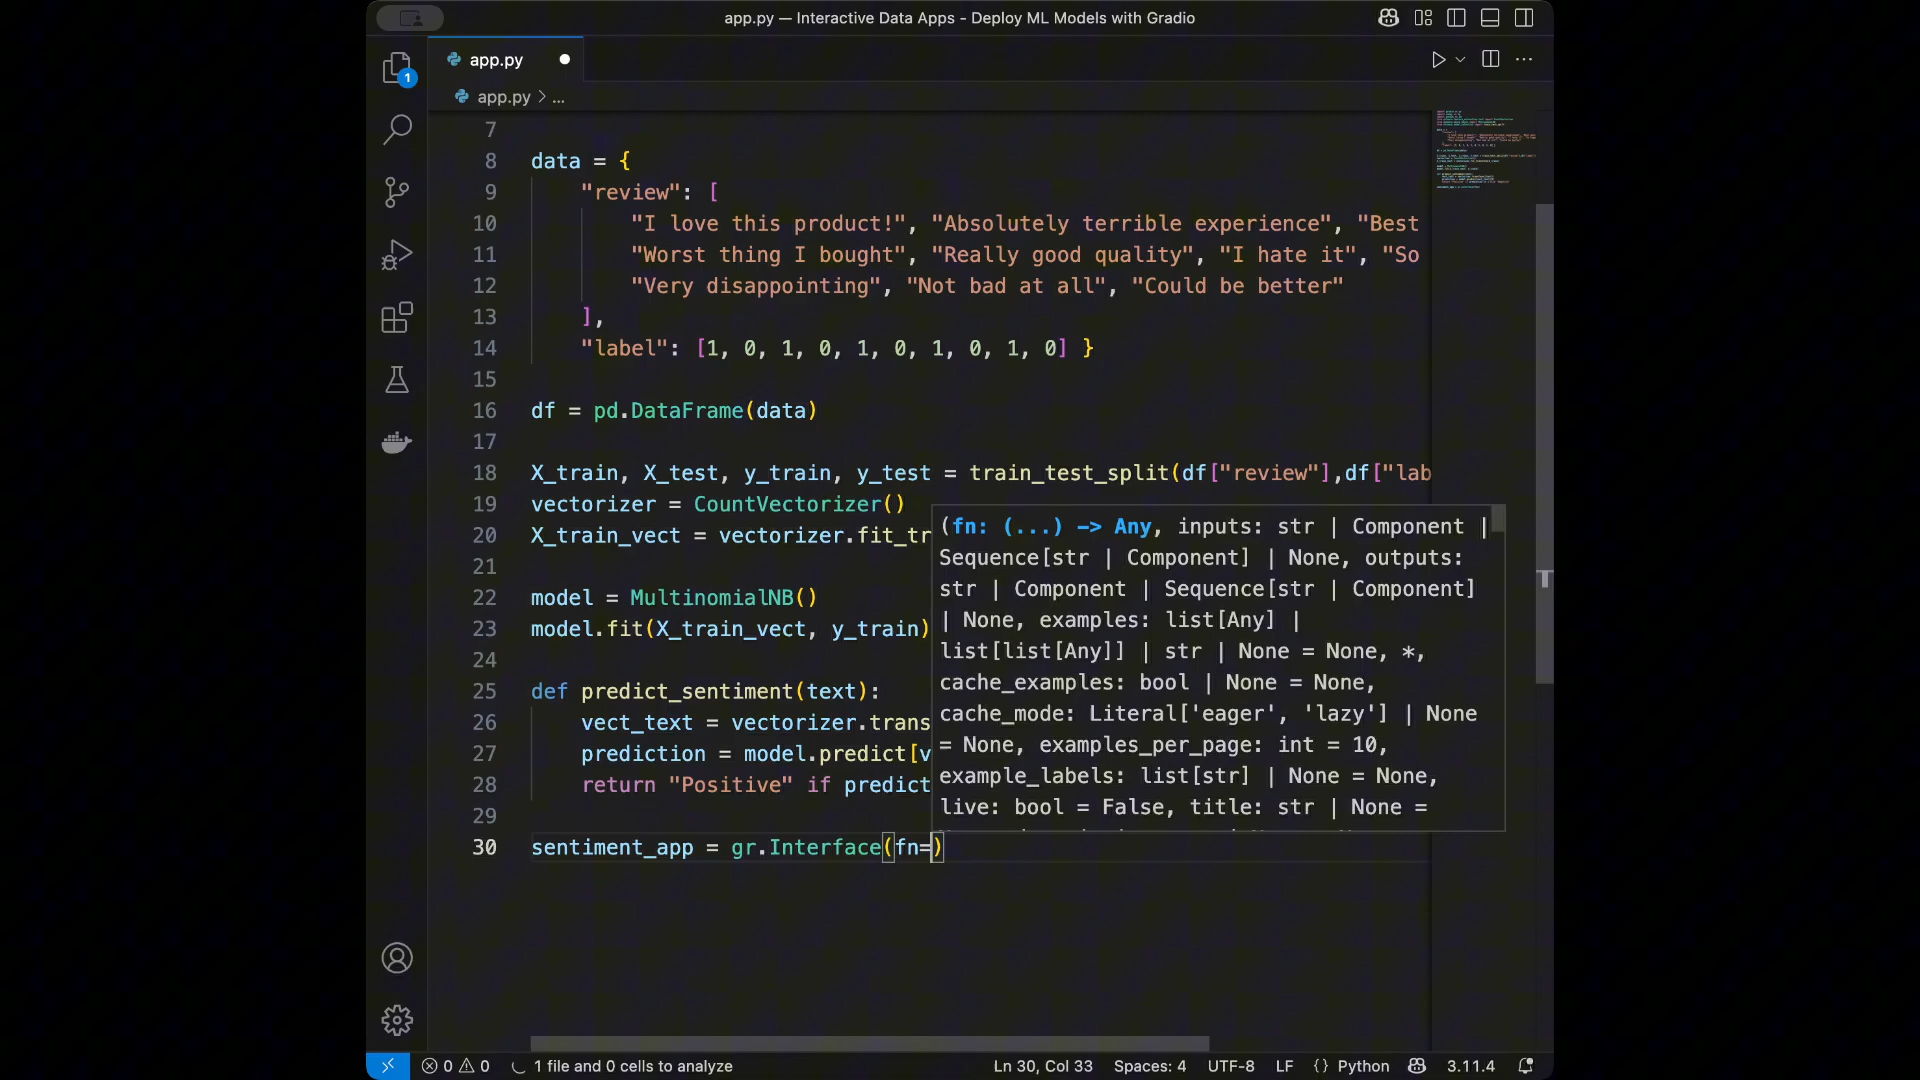 app.py — Interactive Data Apps - Deploy ML Models with Gradio
1
app.py
app.py > ...
7
8 data = {
9 "review": [
10 "I love this product!", "Absolutely terrible experience", "Best
11 "Worst thing I bought", "Really good quality", "I hate it", "So
12 "Very disappointing", "Not bad at all", "Could be better"
13 ],
14 "label": [1, 0, 1, 0, 1, 0, 1, 0, 1, 0] }
15
16 df = pd.DataFrame(data)
17
18 X_train, X_test, y_train, y_test = train_test_split(df["review"],df["lab
19 vectorizer = CountVectorizer()
20 X_train_vect = vectorizer.fit_tr
21
22 model = MultinomialNB()
23 model.fit(X_train_vect, y_train)
24
25 def predict_sentiment(text):
26 vect_text = vectorizer.trans
27 prediction = model.predict[v
28 return "Positive" if predict
29
30 sentiment_app = gr.Interface(fn=)
(fn: (...) -> Any, inputs: str | Component |
Sequence[str | Component] | None, outputs:
str | Component | Sequence[str | Component]
| None, examples: list[Any] |
list[list[Any]] | str | None = None, *,
cache_examples: bool | None = None,
cache_mode: Literal['eager', 'lazy'] | None
= None, examples_per_page: int = 10,
example_labels: list[str] | None = None,
live: bool = False, title: str | None =
0 0 1 file and 0 cells to analyze Ln 30, Col 33 Spaces: 4 UTF-8 LF {} Python 3.11.4